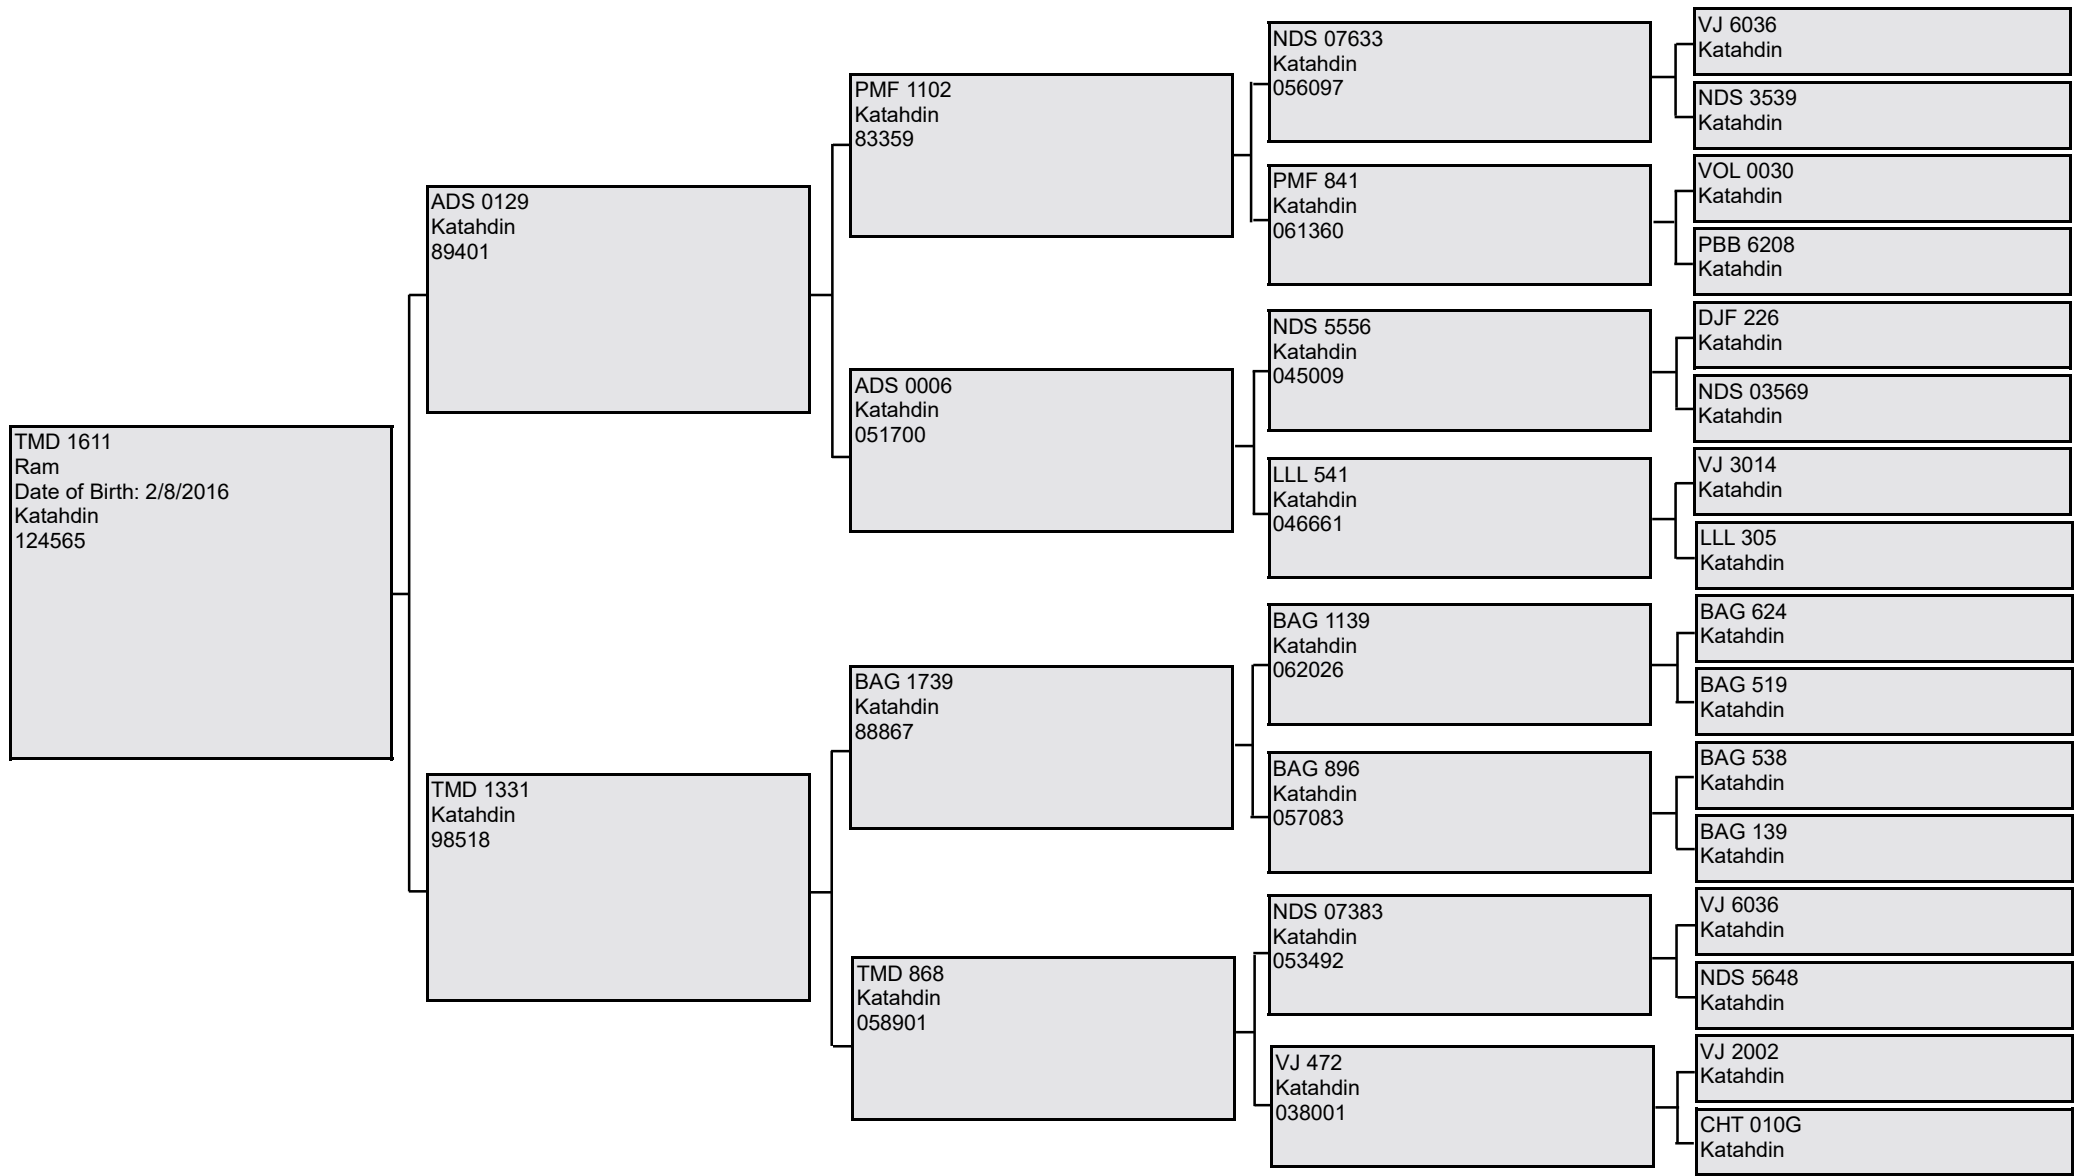 TMD 1611
Ram
Date of Birth: 2/8/2016
Katahdin
124565
ADS 0129
Katahdin
89401
TMD 1331
Katahdin
98518
PMF 1102
Katahdin
83359
ADS 0006
Katahdin
051700
BAG 1739
Katahdin
88867
TMD 868
Katahdin
058901
NDS 07633
Katahdin
056097
PMF 841
Katahdin
061360
NDS 5556
Katahdin
045009
LLL 541
Katahdin
046661
BAG 1139
Katahdin
062026
BAG 896
Katahdin
057083
NDS 07383
Katahdin
053492
VJ 472
Katahdin
038001
VJ 6036
Katahdin
NDS 3539
Katahdin
VOL 0030
Katahdin
PBB 6208
Katahdin
DJF 226
Katahdin
NDS 03569
Katahdin
VJ 3014
Katahdin
LLL 305
Katahdin
BAG 624
Katahdin
BAG 519
Katahdin
BAG 538
Katahdin
BAG 139
Katahdin
VJ 6036
Katahdin
NDS 5648
Katahdin
VJ 2002
Katahdin
CHT 010G
Katahdin